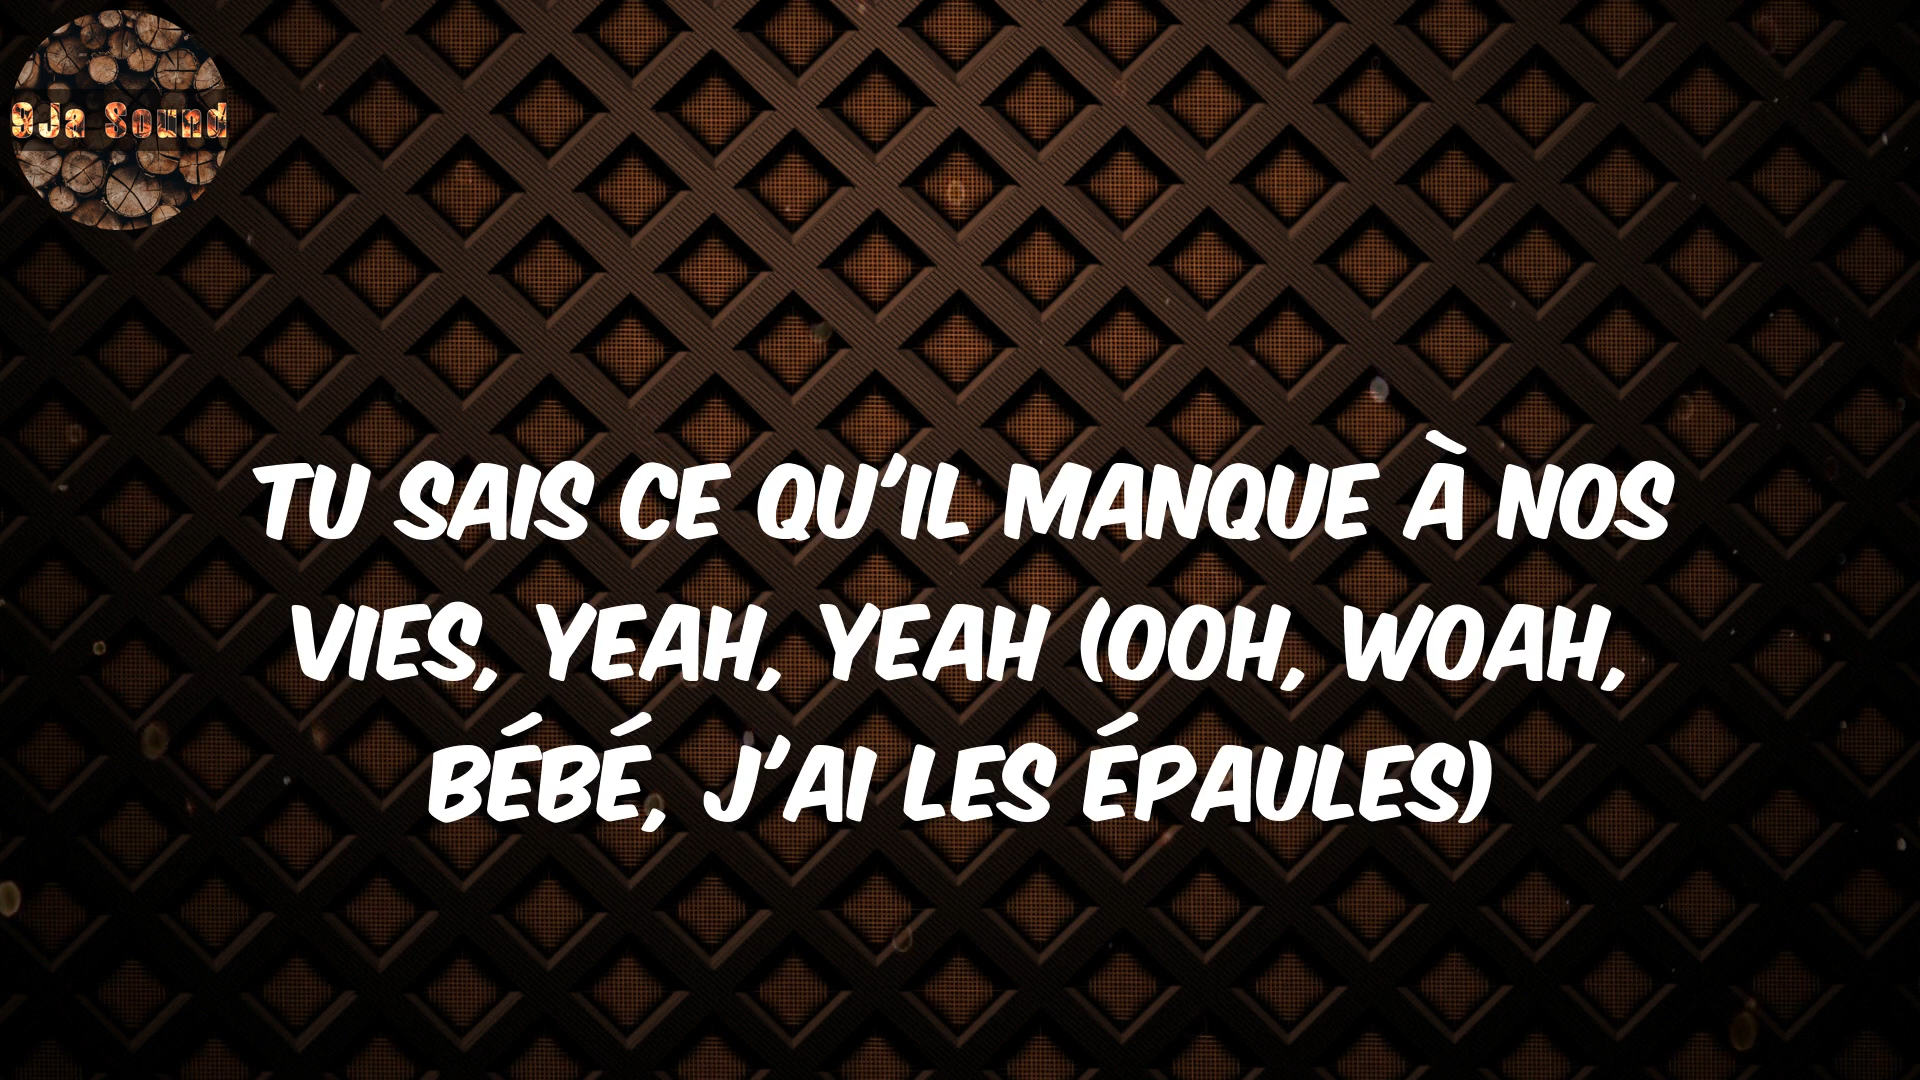 9Ja Sound
TU SAIS CE QU'IL MANQUE À NOS
VIES, YEAH, YEAH (OOH, WOAH,
BÉBÉ, J'AI LES ÉPAULES)